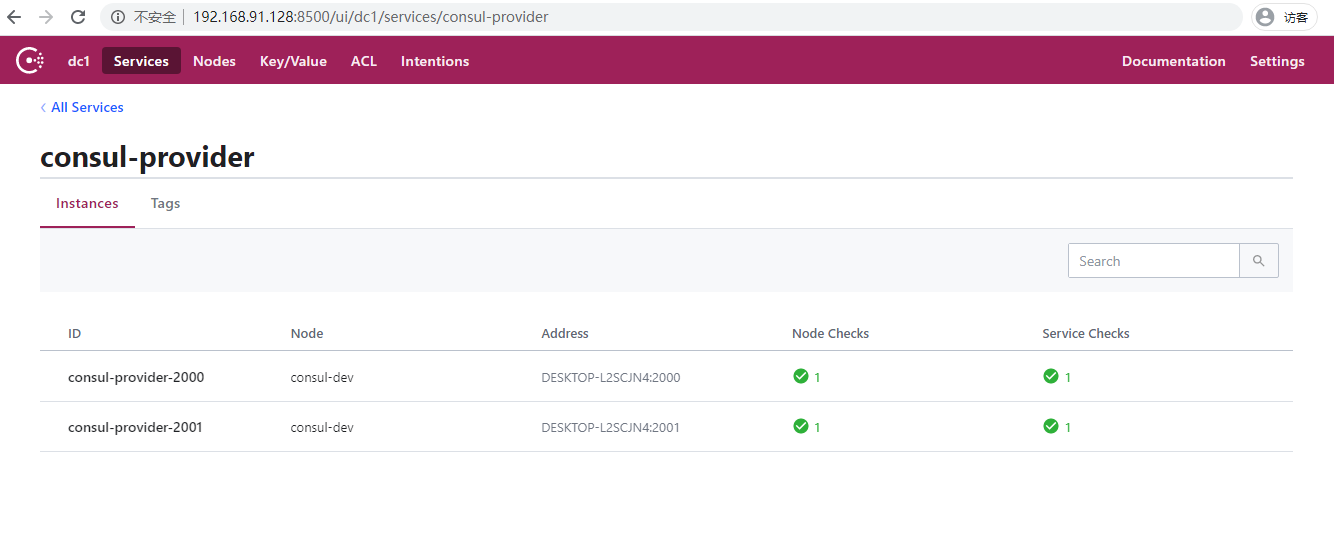 不安全 192.168.91.128:8500/ui/dc1/services/consul-provider 访客
dc1 Services Nodes Key/Value ACL Intentions Documentation Settings
All Services
consul-provider
Instances Tags
Search
ID Node Address Node Checks Service Checks
consul-provider-2000 consul-dev DESKTOP-L2SCJN4:2000 1 1
consul-provider-2001 consul-dev DESKTOP-L2SCJN4:2001 1 1